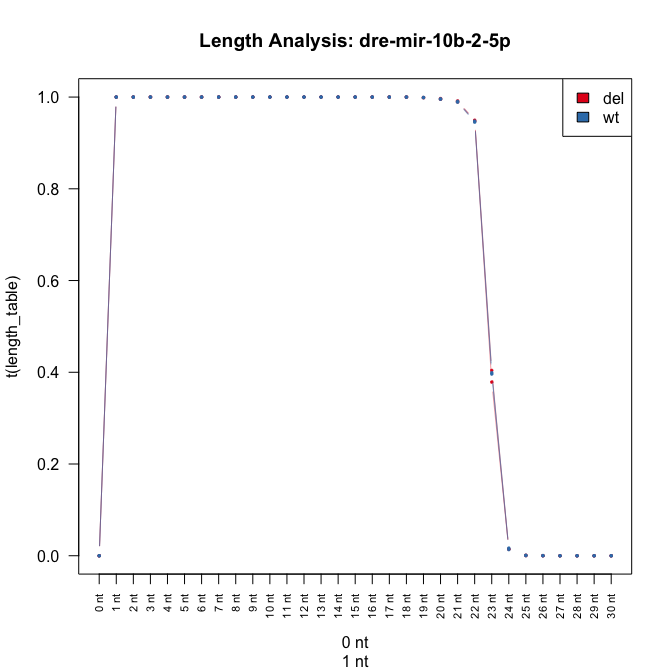 Length Analysis: dre-mir-10b-2-5p
del
wt
t(length_table)
1.0
0.8
0.6
0.4
0.2
0.0
0 nt
1 nt
2 nt
3 nt
4 nt
5 nt
6 nt
7 nt
8 nt
9 nt
10 nt
11 nt
12 nt
13 nt
14 nt
15 nt
16 nt
17 nt
18 nt
19 nt
20 nt
21 nt
22 nt
23 nt
24 nt
25 nt
26 nt
27 nt
28 nt
29 nt
30 nt
0 nt
1 nt